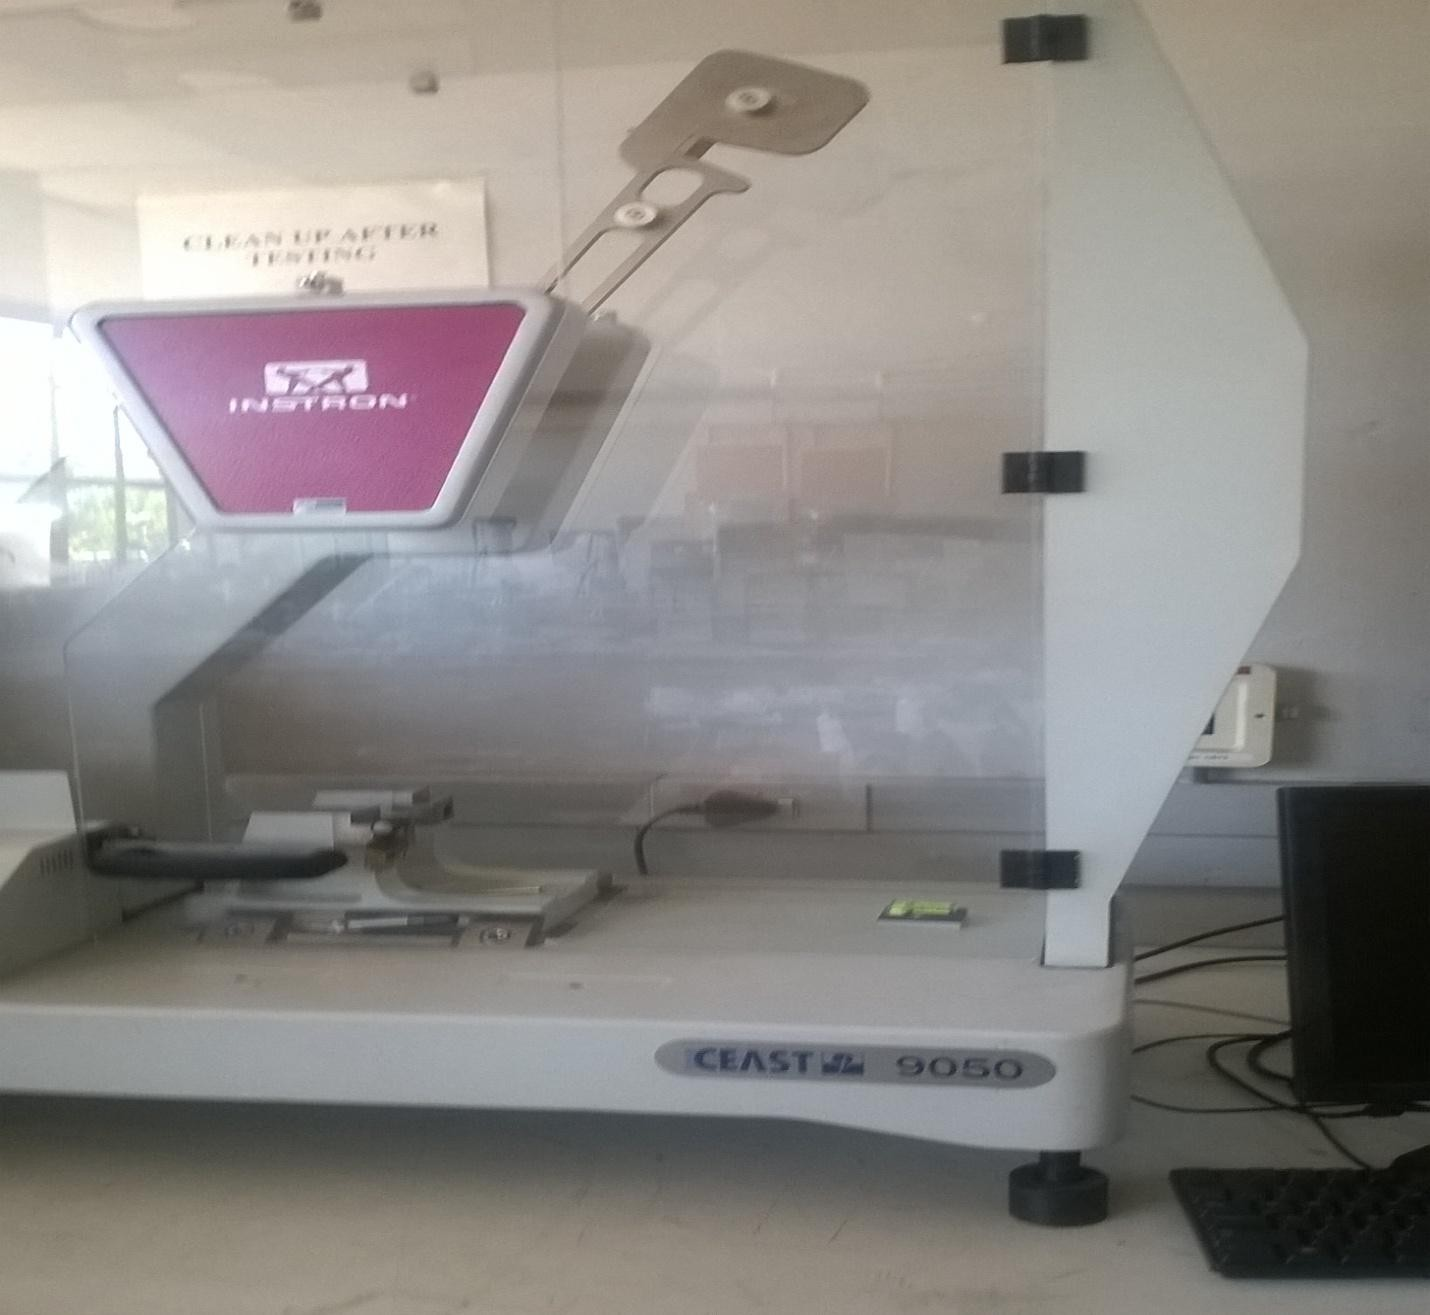 CLEAN UP AFTER
TESTING
INSTRON
CEAST 9050